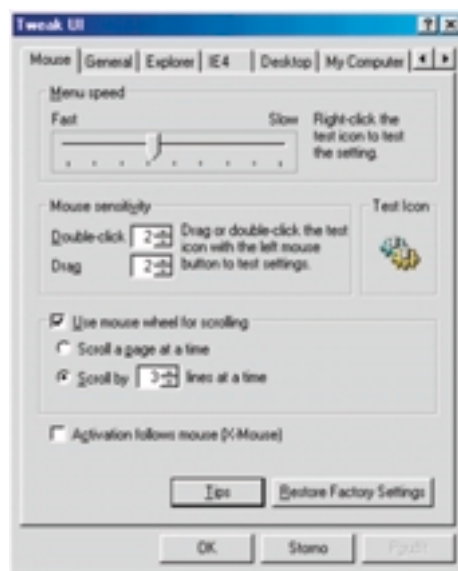 Tweak UI
Mouse General Explorer IE4 Desktop My Computer
Menu speed
Fast Slow
Right-click the
test icon to test
the setting.
Mouse sensitivity
Double-click 2
Drag 2
Drag or double-click the test
icon with the left mouse
button to test settings.
Test Icon
Use mouse wheel for scrolling
Scroll a page at a time
Scroll by 3 lines at a time
Activation follows mouse (X-Mouse)
Tips Restore Factory Settings
OK Storno Použít